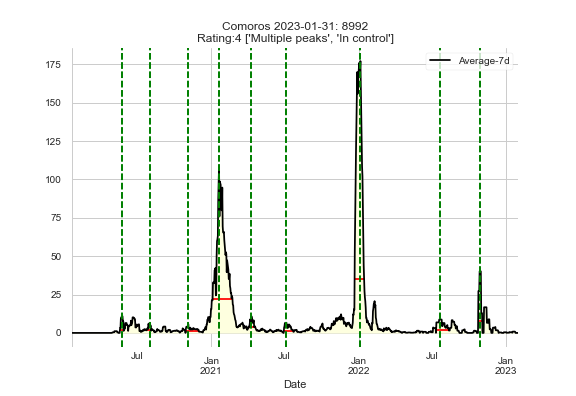 Comoros 2023-01-31: 8992
Rating:4 ['Multiple peaks', 'In control']
Average-7d
175
150
125
100
75
50
25
0
Jul
Jan
2021
Jul
Jan
2022
Jul
Jan
2023
Date